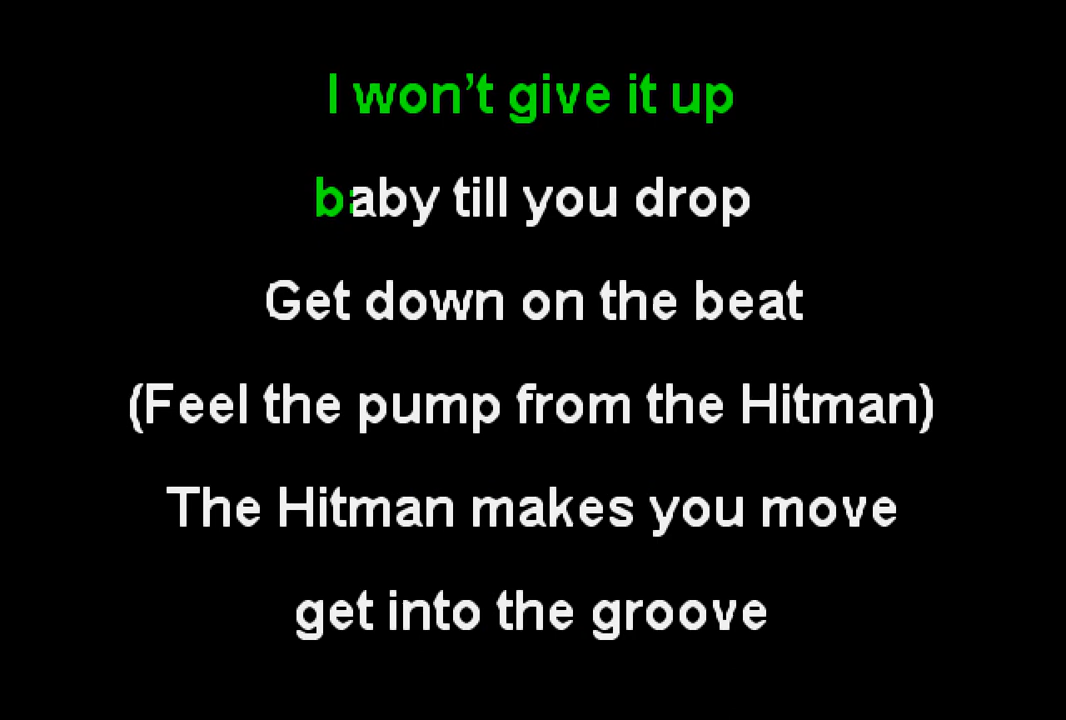 I won’t give it up
baby till you drop
Get down on the beat
(Feel the pump from the Hitman)
The Hitman makes you move
get into the groove